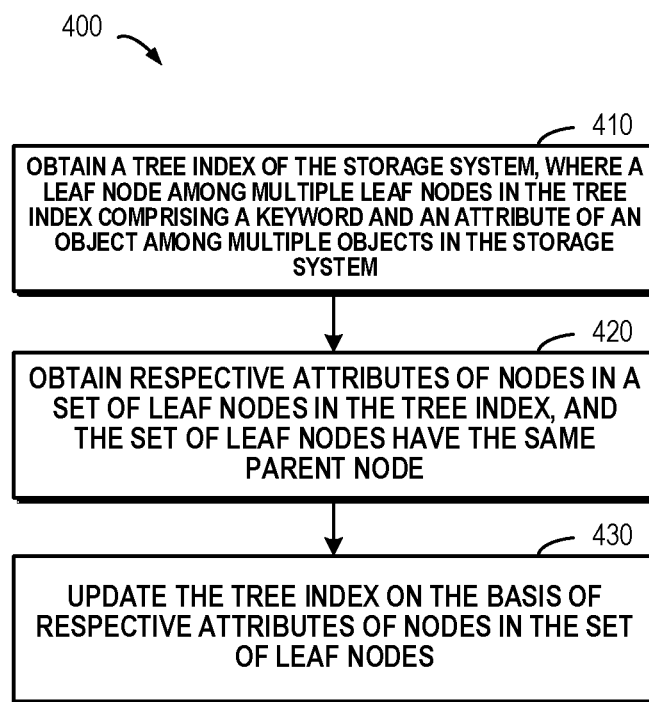 400
410
OBTAIN A TREE INDEX OF THE STORAGE SYSTEM, WHERE A
LEAF NODE AMONG MULTIPLE LEAF NODES IN THE TREE
INDEX COMPRISING A KEYWORD AND AN ATTRIBUTE OF AN
OBJECT AMONG MULTIPLE OBJECTS IN THE STORAGE
SYSTEM
420
OBTAIN RESPECTIVE ATTRIBUTES OF NODES IN A
SET OF LEAF NODES IN THE TREE INDEX, AND
THE SET OF LEAF NODES HAVE THE SAME
PARENT NODE
430
UPDATE THE TREE INDEX ON THE BASIS OF
RESPECTIVE ATTRIBUTES OF NODES IN THE SET
OF LEAF NODES